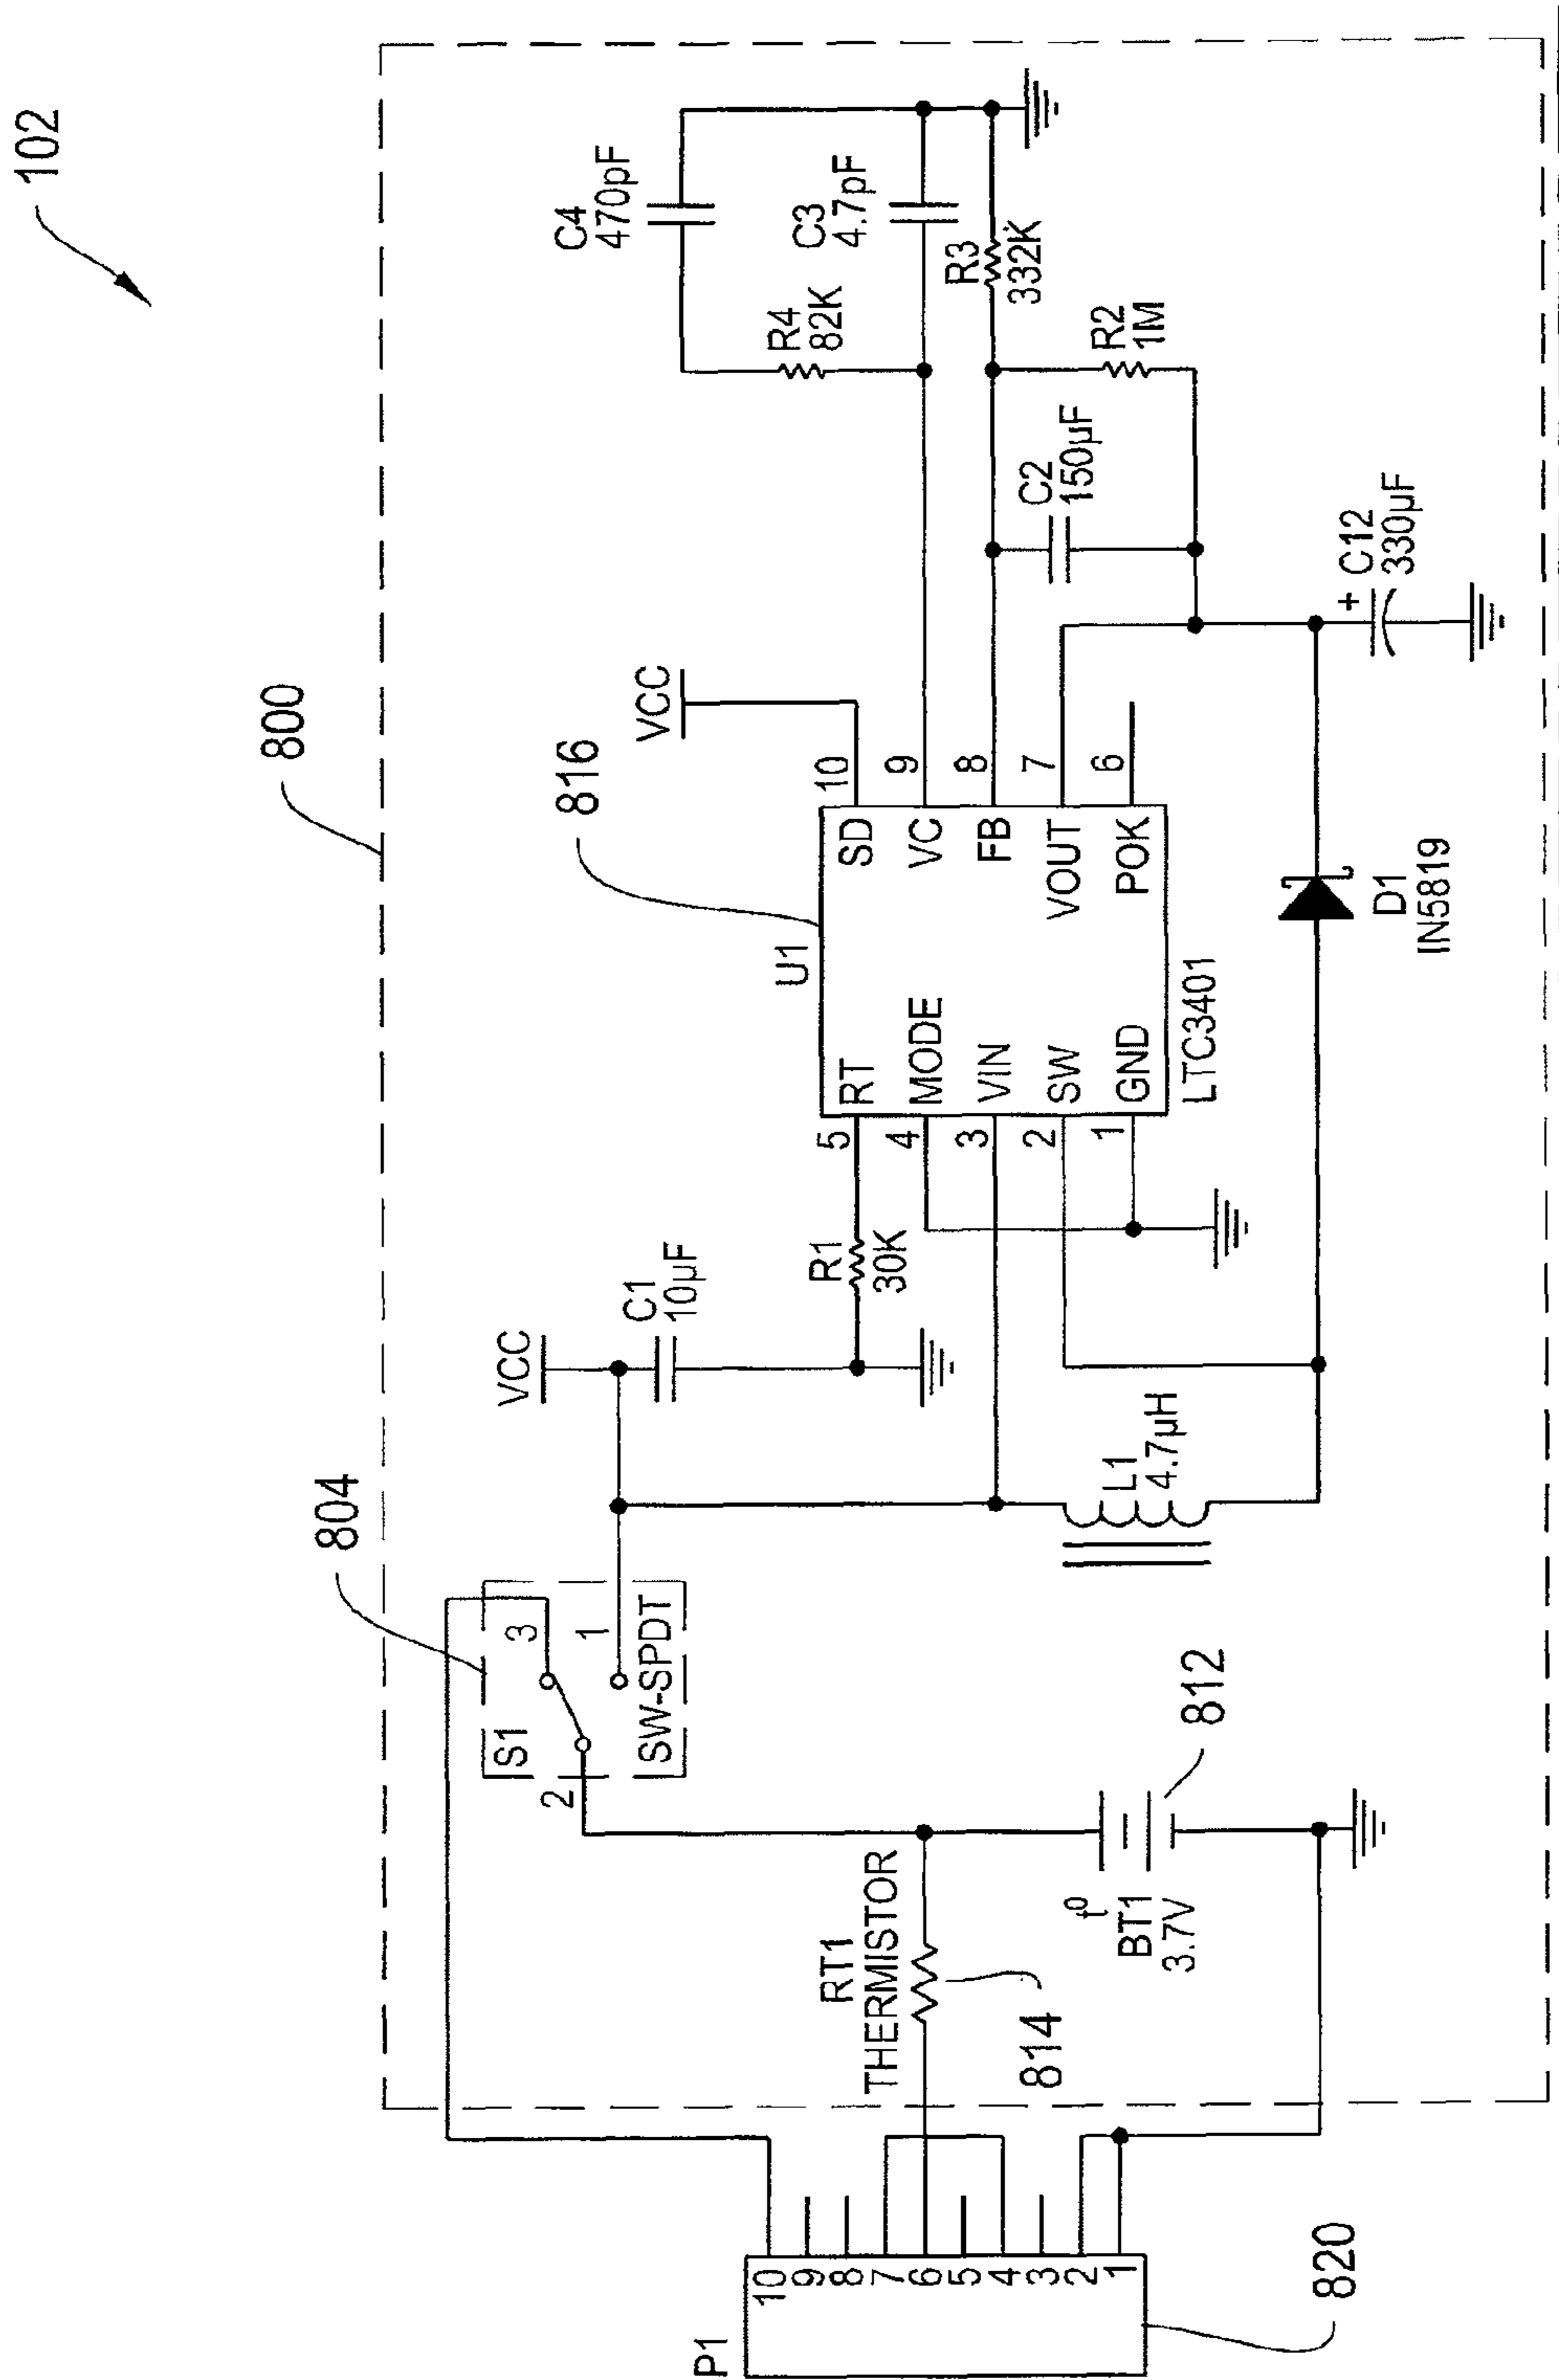 102
800
804
816
VCC
VCC
C4
470pF
C3
4.7pF
R4
82K
R3
332K
R2
1M
C2
150µF
C12
330µF
+
C1
10µF
R1
30K
U1
RT
MODE
VIN
SW
GND
SD
VC
FB
VOUT
POK
5
4
3
2
1
10
9
8
7
6
LTC3401
D1
IN5819
L1
4.7µH
S1
3
1
2
SW-SPDT
812
RT1
THERMISTOR
814
t⁰
BT1
3.7V
P1
10
9
8
7
6
5
4
3
2
1
820